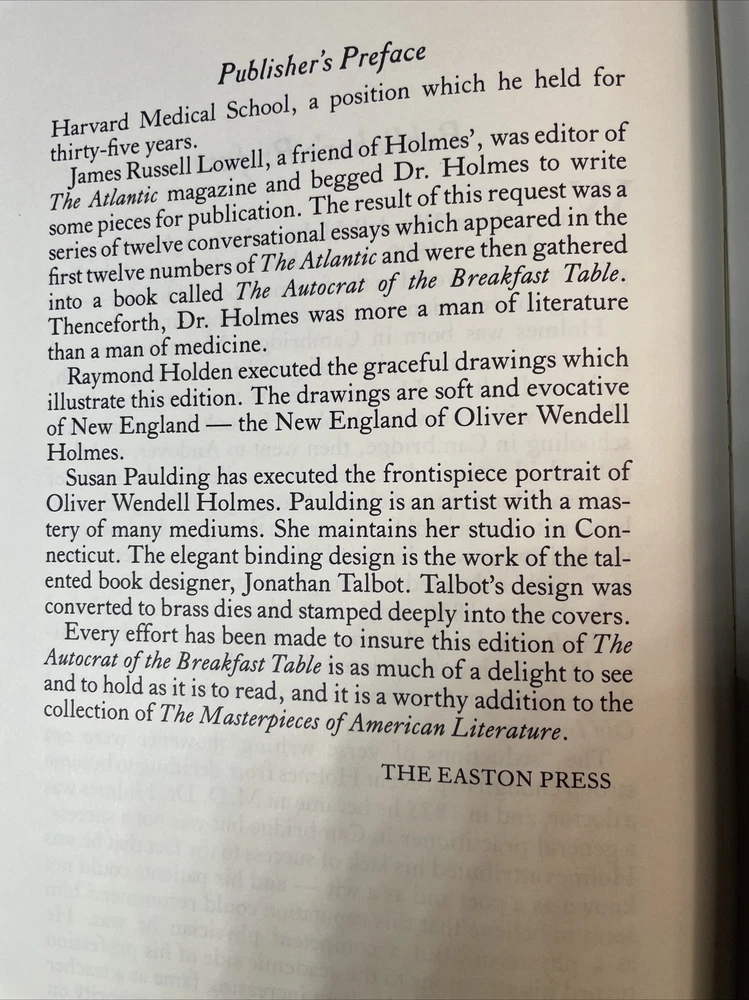 Publisher's Preface
Harvard Medical School, a position which he held for
thirty-five years.
James Russell Lowell, a friend of Holmes', was editor of
The Atlantic magazine and begged Dr. Holmes to write
some pieces for publication. The result of this request was a
series of twelve conversational essays which appeared in the
first twelve numbers of The Atlantic and were then gathered
into a book called The Autocrat of the Breakfast Table.
Thenceforth, Dr. Holmes was more a man of literature
than a man of medicine.
Raymond Holden executed the graceful drawings which
illustrate this edition. The drawings are soft and evocative
of New England — the New England of Oliver Wendell
Holmes.
Susan Paulding has executed the frontispiece portrait of
Oliver Wendell Holmes. Paulding is an artist with a mas-
tery of many mediums. She maintains her studio in Con-
necticut. The elegant binding design is the work of the tal-
ented book designer, Jonathan Talbot. Talbot's design was
converted to brass dies and stamped deeply into the covers.
Every effort has been made to insure this edition of The
Autocrat of the Breakfast Table is as much of a delight to see
and to hold as it is to read, and it is a worthy addition to the
collection of The Masterpieces of American Literature.
THE EASTON PRESS